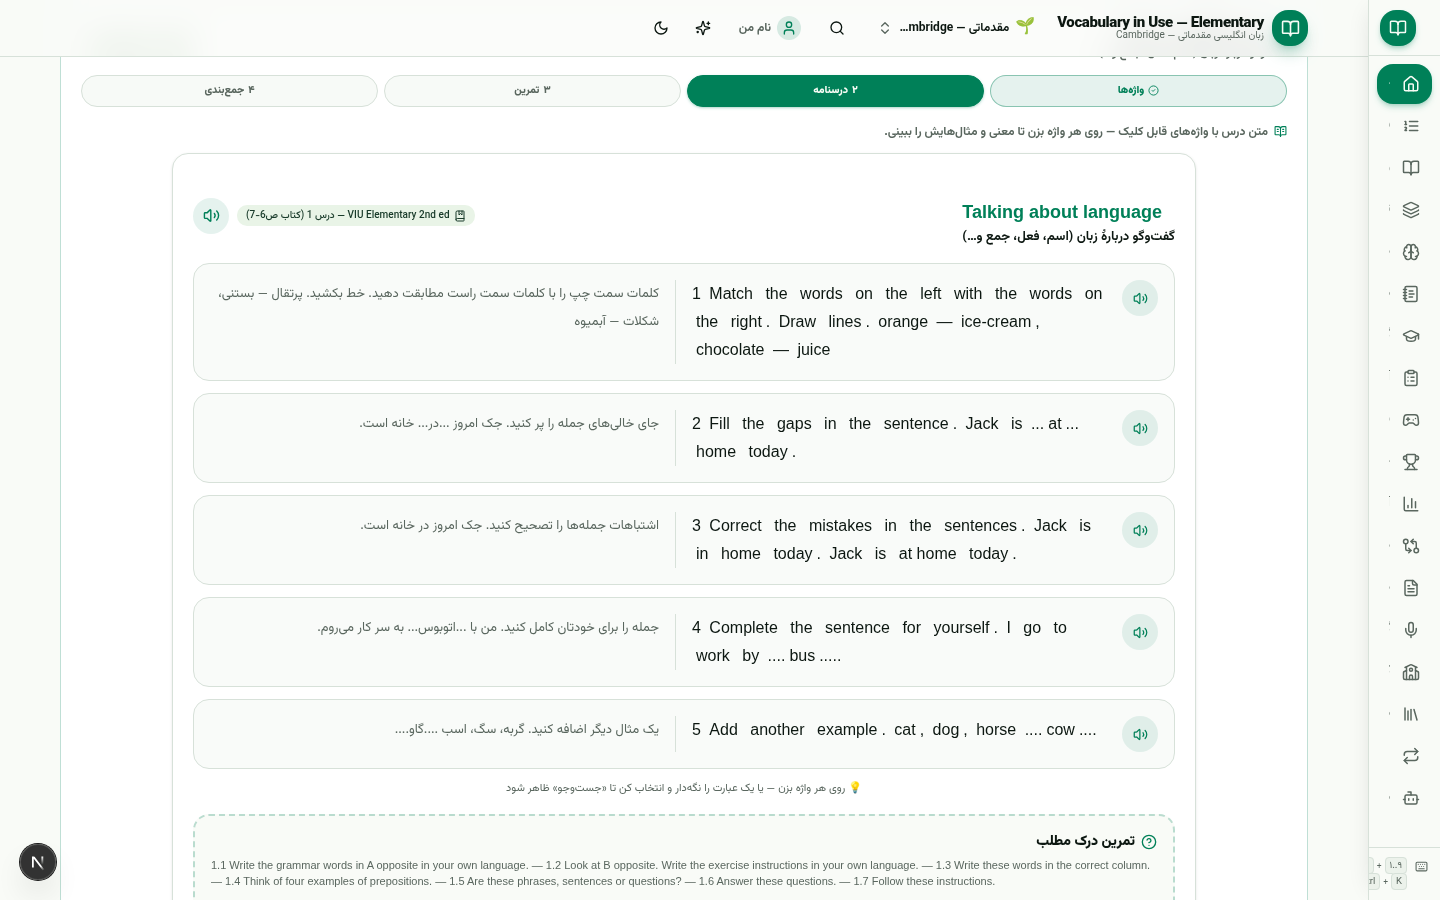 Vocabulary in Use — Elementary
زبان انگلیسی مقدماتی — Cambridge
🌱 مقدماتی — mbridge...
نام من
واژه‌ها
۲ درسنامه
۳ تمرین
۴ جمع‌بندی
متن درس با واژه‌های قابل کلیک — روی هر واژه بزن تا معنی و مثال‌هایش را ببینی.
Talking about language
گفت‌وگو دربارهٔ زبان (اسم، فعل، جمع و...)
VIU Elementary 2nd ed — درس 1 (کتاب ص6-7)
1 Match the words on the left with the words on
the right . Draw lines . orange — ice-cream ,
chocolate — juice
کلمات سمت چپ را با کلمات سمت راست مطابقت دهید. خط بکشید. پرتقال — بستنی،
شکلات — آبمیوه
2 Fill the gaps in the sentence . Jack is ... at ...
home today .
جای خالی‌های جمله را پر کنید. جک امروز ...در... خانه است.
3 Correct the mistakes in the sentences . Jack is
in home today . Jack is at home today .
اشتباهات جمله‌ها را تصحیح کنید. جک امروز در خانه است.
4 Complete the sentence for yourself . I go to
work by .... bus .....
جمله را برای خودتان کامل کنید. من با ...اتوبوس... به سر کار می‌روم.
5 Add another example . cat , dog , horse .... cow ....
یک مثال دیگر اضافه کنید. گربه، سگ، اسب ....گاو....
💡 روی هر واژه بزن — یا یک عبارت را نگه‌دار و انتخاب کن تا «جست‌وجو» ظاهر شود
تمرین درک مطلب
1.1 Write the grammar words in A opposite in your own language. — 1.2 Look at B opposite. Write the exercise instructions in your own language. — 1.3 Write these words in the correct column.
— 1.4 Think of four examples of prepositions. — 1.5 Are these phrases, sentences or questions? — 1.6 Answer these questions. — 1.7 Follow these instructions.
N
+ ۱..۹
+ K